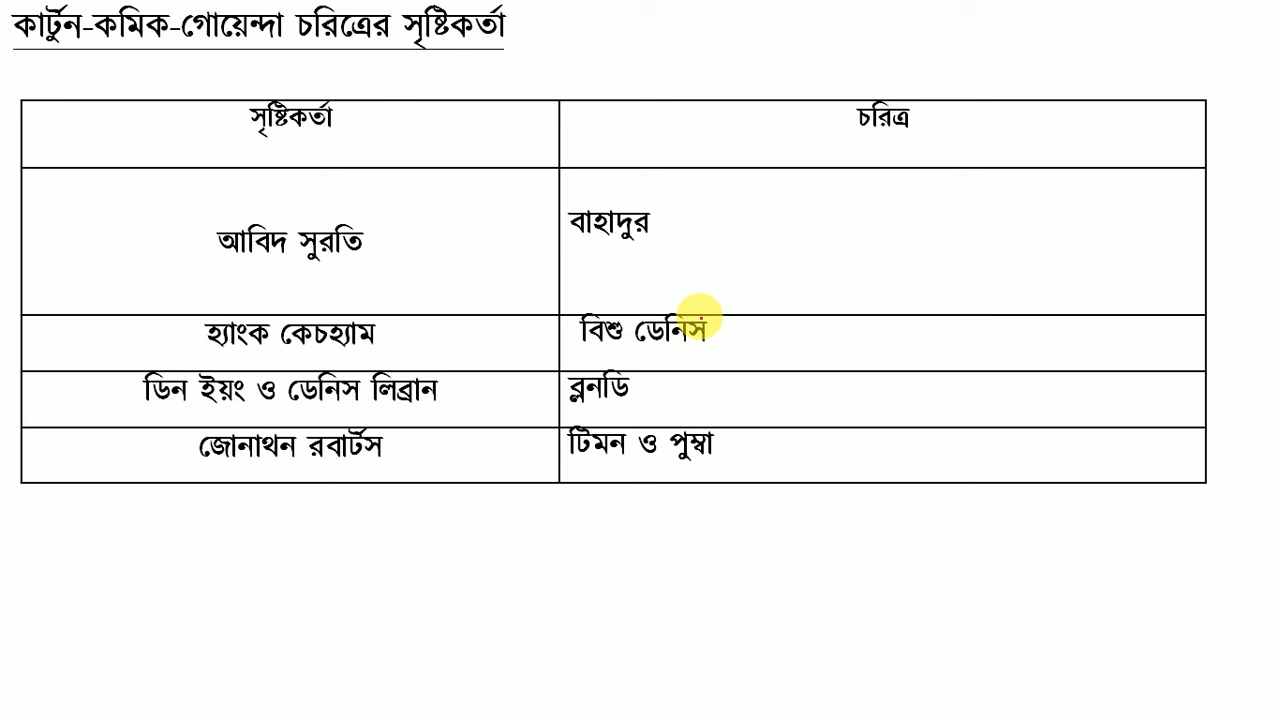 কার্টুন-কমিক-গোয়েন্দা চরিত্রের সৃষ্টিকর্তা
সৃষ্টিকর্তা চরিত্র
আবিদ সুরতি বাহাদুর
হ্যাংক কেচহ্যাম বিশু ডেনিস
ডিন ইয়ং ও ডেনিস লিব্রান ব্লনডি
জোনাথন রবার্টস টিমন ও পুম্বা